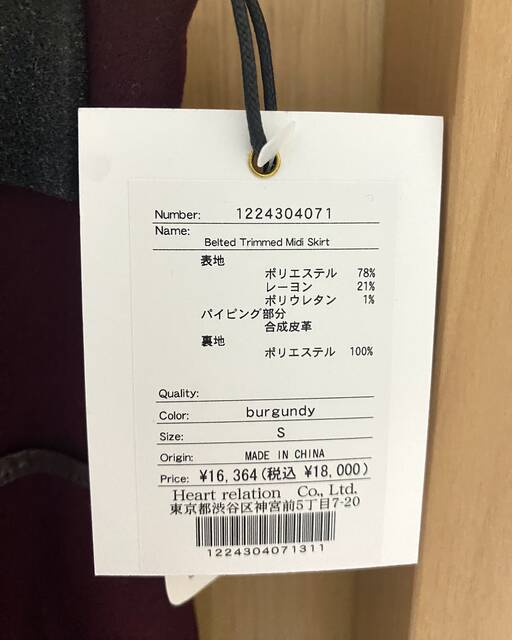 Number: 1224304071
Name:
Belted Trimmed Midi Skirt
表地
ポリエステル 78%
レーヨン 21%
ポリウレタン 1%
パイピング部分
合成皮革
裏地
ポリエステル 100%
Quality:
Color: burgundy
Size: S
Origin: MADE IN CHINA
Price: ¥16,364(税込 ¥18,000)
Heart relation Co., Ltd.
東京都渋谷区神宮前5丁目7-20
1224304071311